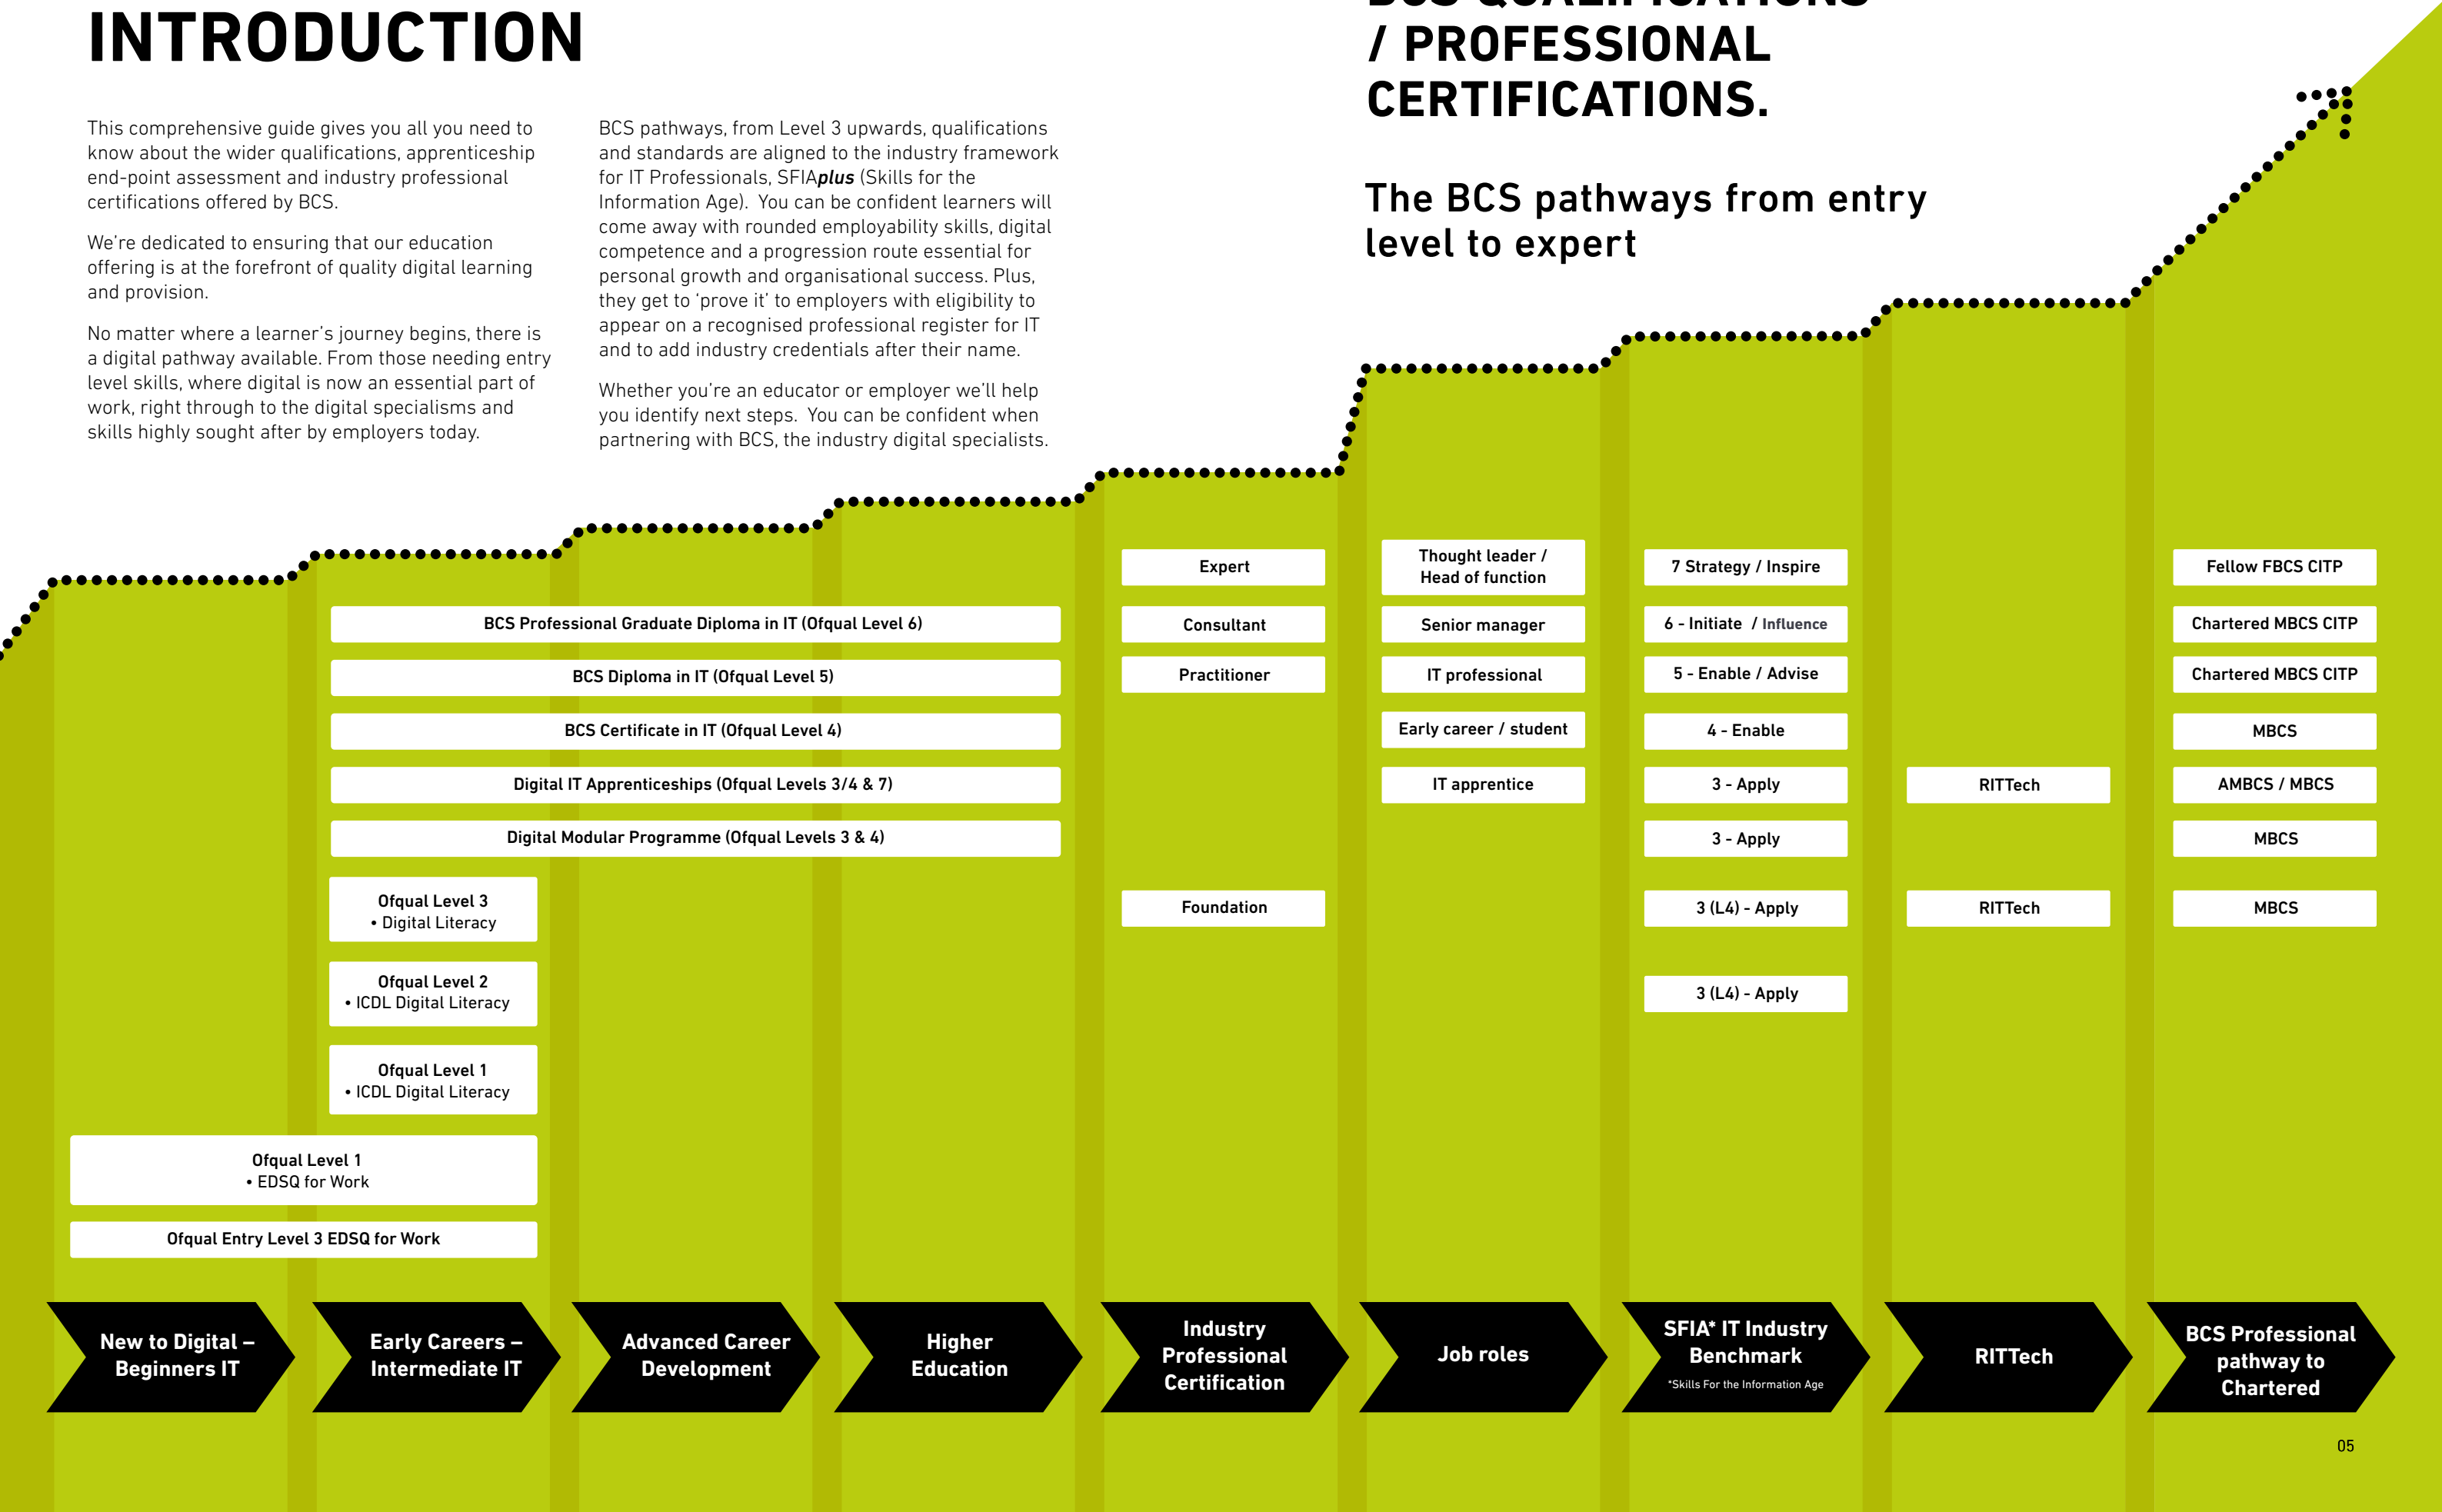 INTRODUCTION
This comprehensive guide gives you all you need to
know about the wider qualifications, apprenticeship
end-point assessment and industry professional
certifications offered by BCS.
We're dedicated to ensuring that our education
offering is at the forefront of quality digital learning
and provision.
No matter where a learner's journey begins, there is
a digital pathway available. From those needing entry
level skills, where digital is now an essential part of
work, right through to the digital specialisms and
skills highly sought after by employers today.
BCS pathways, from Level 3 upwards, qualifications
and standards are aligned to the industry framework
for IT Professionals, SFIAplus (Skills for the
Information Age).  You can be confident learners will
come away with rounded employability skills, digital
competence and a progression route essential for
personal growth and organisational success. Plus,
they get to 'prove it' to employers with eligibility to
appear on a recognised professional register for IT
and to add industry credentials after their name.
Whether you're an educator or employer we'll help
you identify next steps.  You can be confident when
partnering with BCS, the industry digital specialists.
BCS QUALIFICATIONS
/ PROFESSIONAL
CERTIFICATIONS.
The BCS pathways from entry
level to expert
Expert
Thought leader /
Head of function
7 Strategy / Inspire
Fellow FBCS CITP
BCS Professional Graduate Diploma in IT (Ofqual Level 6)
Consultant
Senior manager
6 - Initiate / Influence
Chartered MBCS CITP
BCS Diploma in IT (Ofqual Level 5)
Practitioner
IT professional
5 - Enable / Advise
Chartered MBCS CITP
BCS Certificate in IT (Ofqual Level 4)
Early career / student
4 - Enable
MBCS
Digital IT Apprenticeships (Ofqual Levels 3/4 & 7)
IT apprentice
3 - Apply
RITTech
AMBCS / MBCS
Digital Modular Programme (Ofqual Levels 3 & 4)
3 - Apply
MBCS
Ofqual Level 3
• Digital Literacy
Foundation
3 (L4) - Apply
RITTech
MBCS
Ofqual Level 2
• ICDL Digital Literacy
3 (L4) - Apply
Ofqual Level 1
• ICDL Digital Literacy
Ofqual Level 1
• EDSQ for Work
Ofqual Entry Level 3 EDSQ for Work
New to Digital –
Beginners IT
Early Careers –
Intermediate IT
Advanced Career
Development
Higher
Education
Industry
Professional
Certification
Job roles
SFIA* IT Industry
Benchmark
*Skills For the Information Age
RITTech
BCS Professional
pathway to
Chartered
05